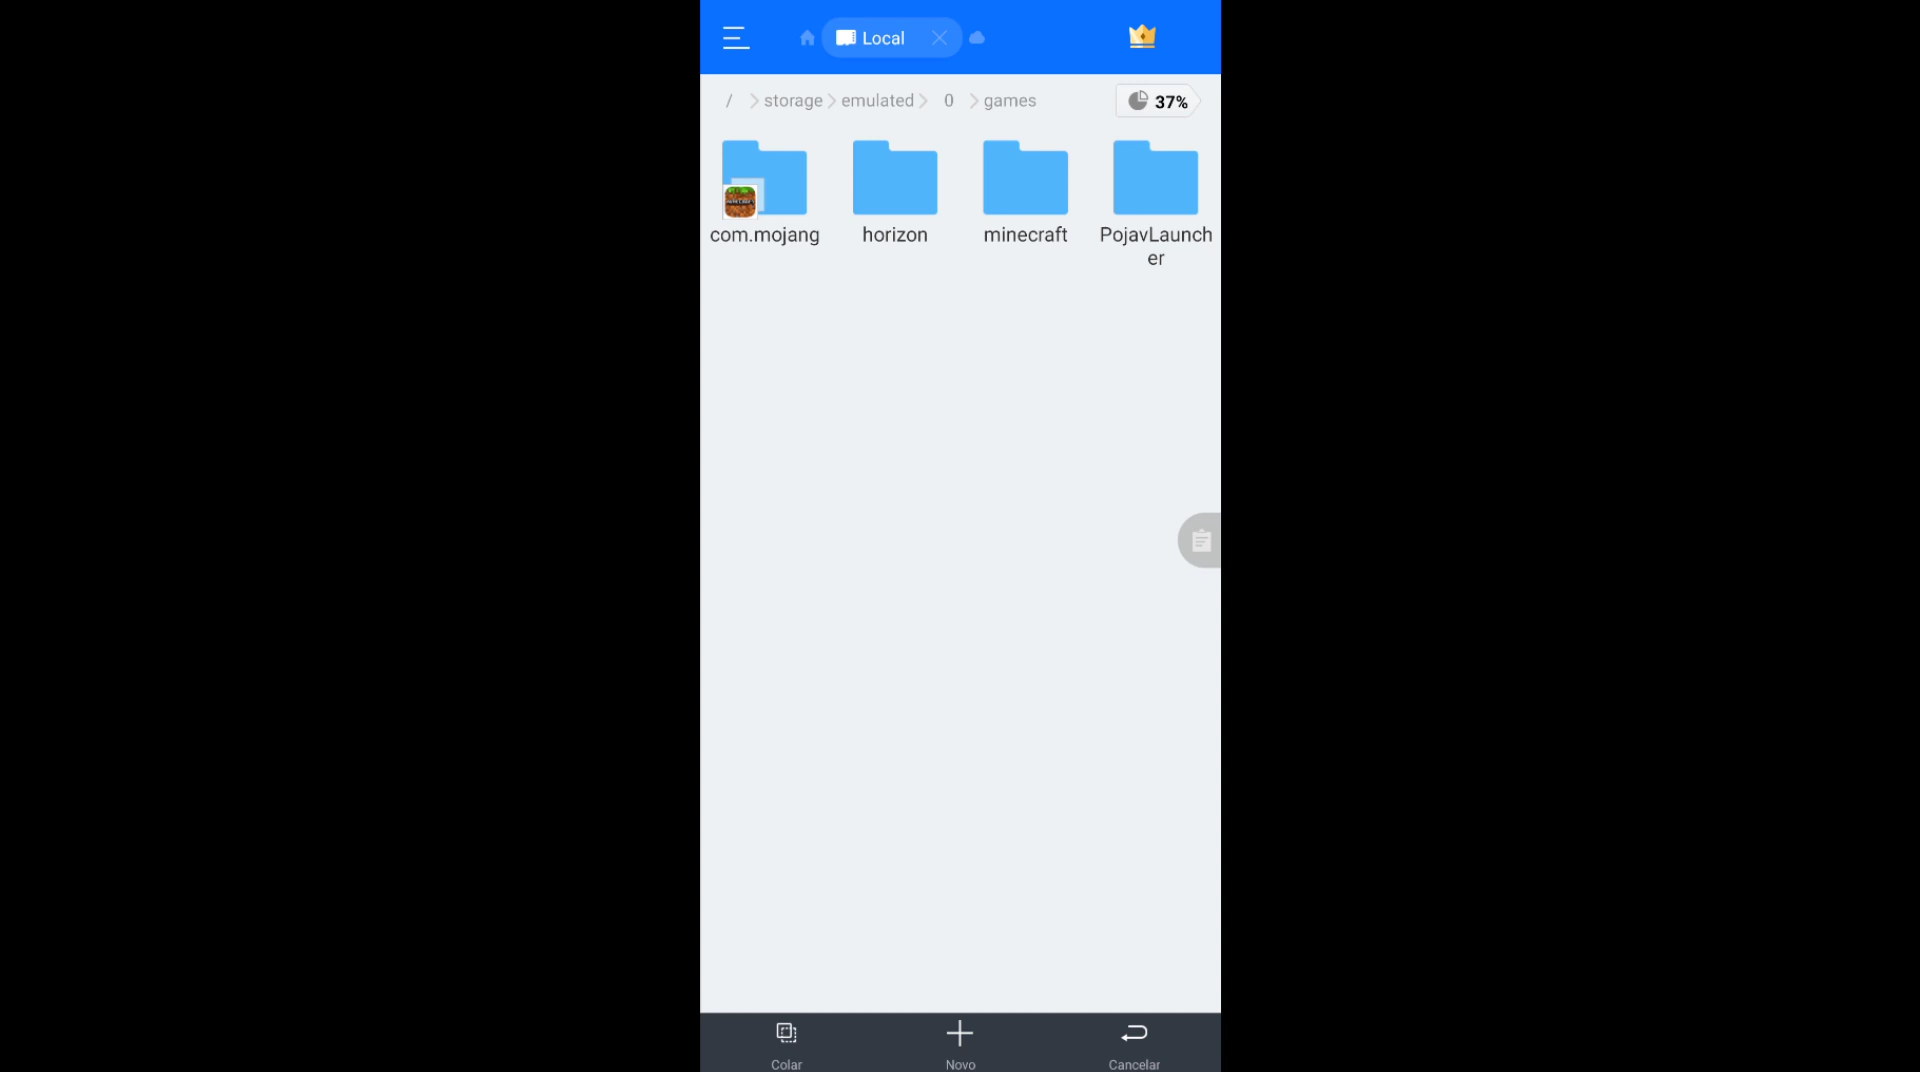 Local
/ storage emulated 0 games
37%
com.mojang horizon minecraft PojavLaunch
er
Colar Novo Cancelar